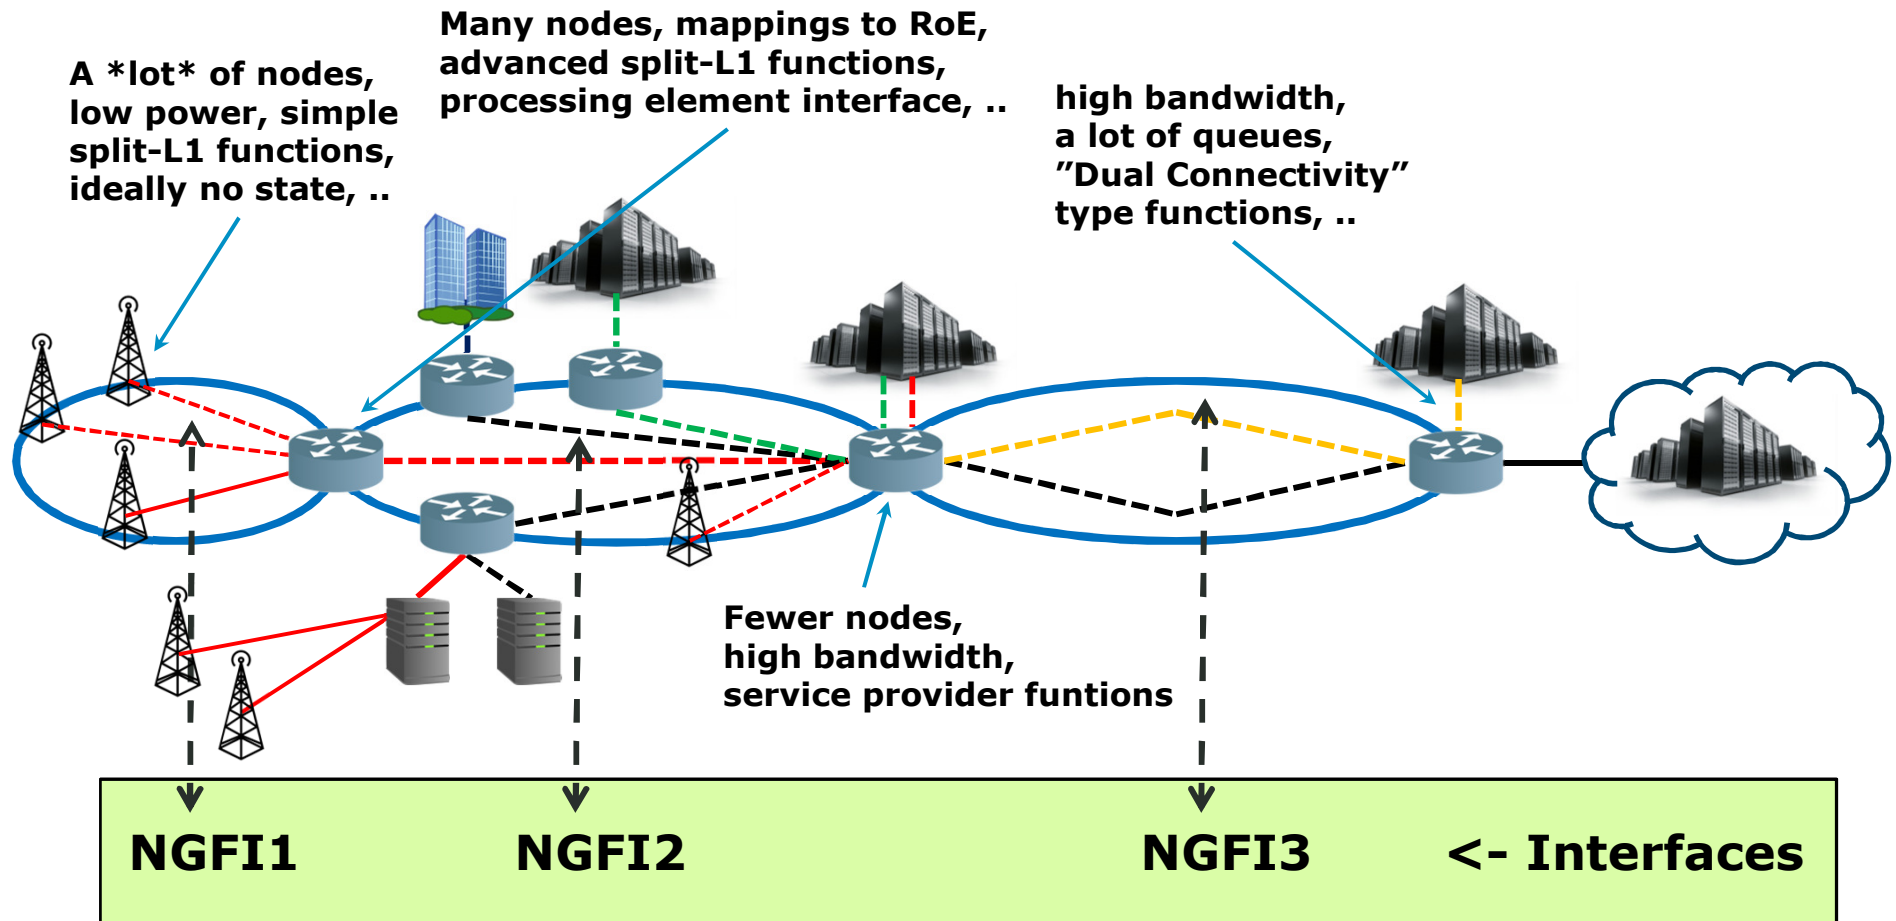 Many nodes, mappings to RoE,
advanced split-L1 functions,
processing element interface, ..
A *lot* of nodes,
low power, simple
split-L1 functions,
ideally no state, ..
high bandwidth,
a lot of queues,
”Dual Connectivity”
type functions, ..
Fewer nodes,
high bandwidth,
service provider funtions
NGFI1
NGFI2
NGFI3
<- Interfaces